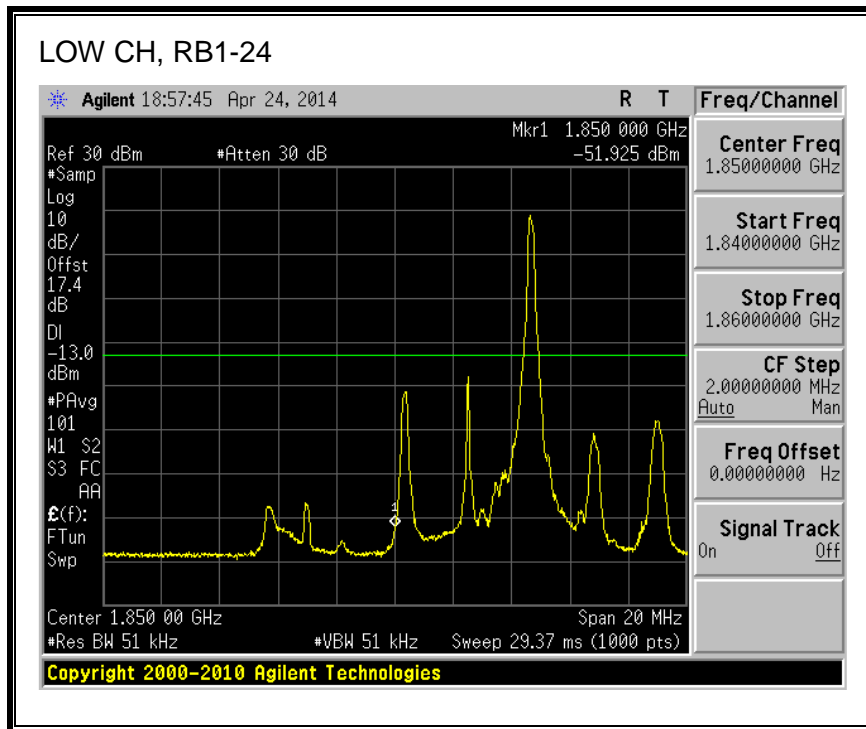 LOW CH, RB1-24
Agilent 18:57:45 Apr 24, 2014 R T
Mkr1 1.850 000 GHz
Ref 30 dBm #Atten 30 dB -51.925 dBm
#Samp
Log
10
dB/
Offst
17.4
dB
DI
-13.0
dBm
#PAvg
101
W1 S2
S3 FC
AA
£(f):
FTun
Swp
1
Center 1.850 00 GHz Span 20 MHz
#Res BW 51 kHz #VBW 51 kHz Sweep 29.37 ms (1000 pts)
Copyright 2000-2010 Agilent Technologies
Freq/Channel
Center Freq
1.85000000 GHz
Start Freq
1.84000000 GHz
Stop Freq
1.86000000 GHz
CF Step
2.00000000 MHz
Auto Man
Freq Offset
0.00000000 Hz
Signal Track
On Off